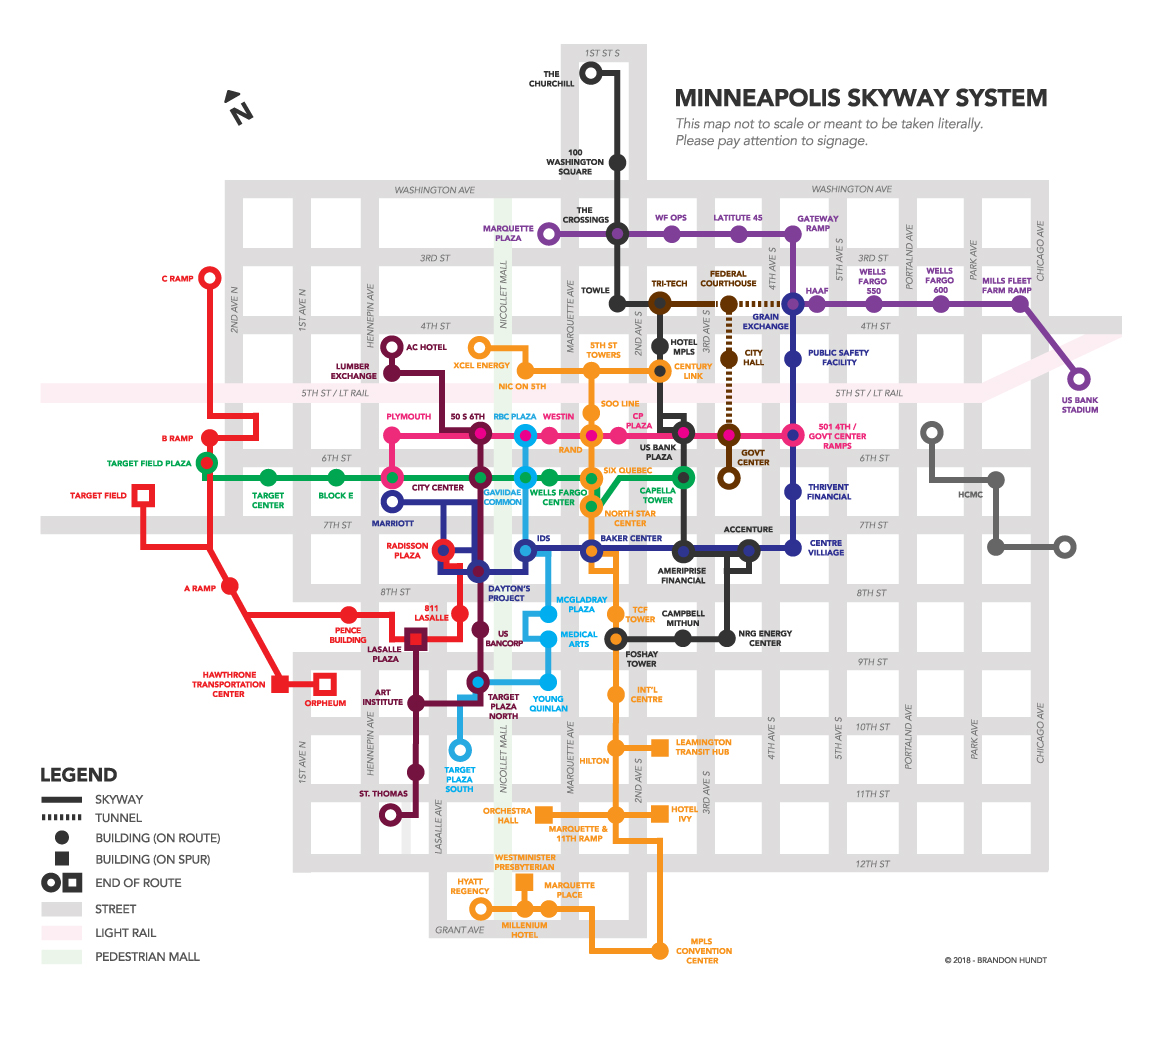 1ST ST S
THE
CHURCHILL
N
MINNEAPOLIS SKYWAY SYSTEM
This map not to scale or meant to be taken literally.
Please pay attention to signage.
100
WASHINGTON
SQUARE
WASHINGTON AVE
WASHINGTON AVE
THE
CROSSINGS
MARQUETTE
PLAZA
WF OPS
LATITUTE 45
GATEWAY
RAMP
3RD ST
3RD ST
2ND AVE N
1ST AVE N
HENNEPIN AVE
NICOLLET MALL
MARQUETTE AVE
2ND AVE S
3RD AVE S
4TH AVE S
5TH AVE S
PORTALND AVE
PARK AVE
CHICAGO AVE
C RAMP
TOWLE
TRI-TECH
FEDERAL
COURTHOUSE
GRAIN
EXCHANGE
HAAF
WELLS
FARGO
550
WELLS
FARGO
600
MILLS FLEET
FARM RAMP
4TH ST
4TH ST
AC HOTEL
LUMBER
EXCHANGE
XCEL ENERGY
NIC ON 5TH
5TH ST
TOWERS
HOTEL
MPLS
CENTURY
LINK
CITY
HALL
PUBLIC SAFETY
FACILITY
5TH ST / LT RAIL
5TH ST / LT RAIL
US BANK
STADIUM
SOO LINE
PLYMOUTH
50 S 6TH
RBC PLAZA
WESTIN
CP
PLAZA
RAND
US BANK
PLAZA
GOVT
CENTER
501 4TH /
GOVT CENTER
RAMPS
B RAMP
TARGET FIELD PLAZA
6TH ST
6TH ST
TARGET
CENTER
BLOCK E
CITY CENTER
GAVIIDAE
COMMON
WELLS FARGO
CENTER
SIX QUEBEC
CAPELLA
TOWER
NORTH STAR
CENTER
THRIVENT
FINANCIAL
HCMC
TARGET FIELD
MARRIOTT
7TH ST
7TH ST
RADISSON
PLAZA
IDS
BAKER CENTER
ACCENTURE
AMERIPRISE
FINANCIAL
CENTRE
VILLIAGE
A RAMP
8TH ST
8TH ST
DAYTON'S
PROJECT
811
LASALLE
MCGLADRAY
PLAZA
TCF
TOWER
CAMPBELL
MITHUN
NRG ENERGY
CENTER
PENCE
BUILDING
LASALLE
PLAZA
US
BANCORP
MEDICAL
ARTS
FOSHAY
TOWER
9TH ST
9TH ST
HAWTHRONE
TRANSPORTATION
CENTER
ORPHEUM
ART
INSTITUTE
TARGET
PLAZA
NORTH
YOUNG
QUINLAN
INT'L
CENTRE
10TH ST
10TH ST
1ST AVE N
HENNEPIN AVE
LASALLE AVE
NICOLLET MALL
MARQUETTE AVE
2ND AVE S
3RD AVE S
4TH AVE S
5TH AVE S
PORTALND AVE
PARK AVE
CHICAGO AVE
TARGET
PLAZA
SOUTH
HILTON
LEAMINGTON
TRANSIT HUB
ST. THOMAS
11TH ST
11TH ST
ORCHESTRA
HALL
MARQUETTE &
11TH RAMP
HOTEL
IVY
12TH ST
12TH ST
WESTMINISTER
PRESBYTERIAN
HYATT
REGENCY
MARQUETTE
PLACE
MILLENIUM
HOTEL
GRANT AVE
MPLS
CONVENTION
CENTER
LEGEND
SKYWAY
TUNNEL
BUILDING (ON ROUTE)
BUILDING (ON SPUR)
END OF ROUTE
STREET
LIGHT RAIL
PEDESTRIAN MALL
© 2018 - BRANDON HUNDT